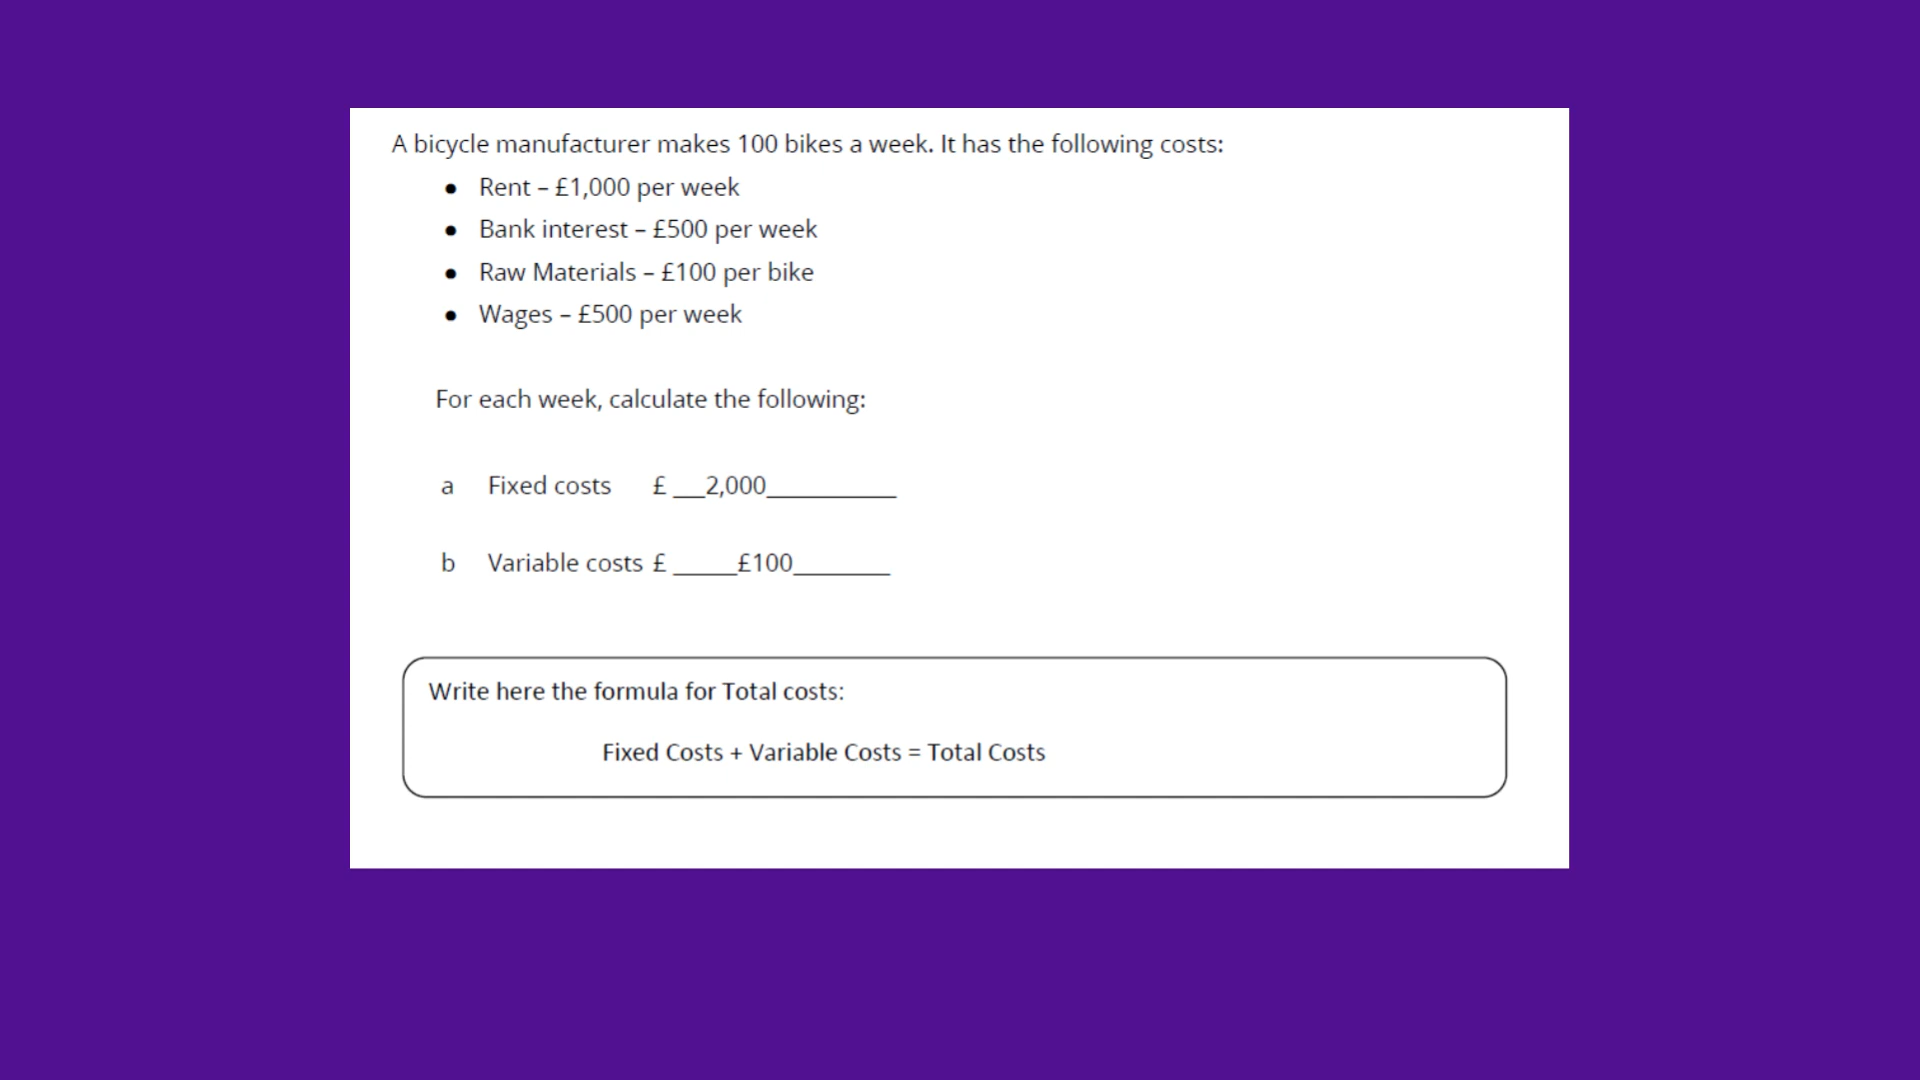 A bicycle manufacturer makes 100 bikes a week. It has the following costs:
● Rent – £1,000 per week
● Bank interest – £500 per week
● Raw Materials – £100 per bike
● Wages – £500 per week
For each week, calculate the following:
a Fixed costs £ __2,000__________
b Variable costs £ _____£100________
Write here the formula for Total costs:
Fixed Costs + Variable Costs = Total Costs